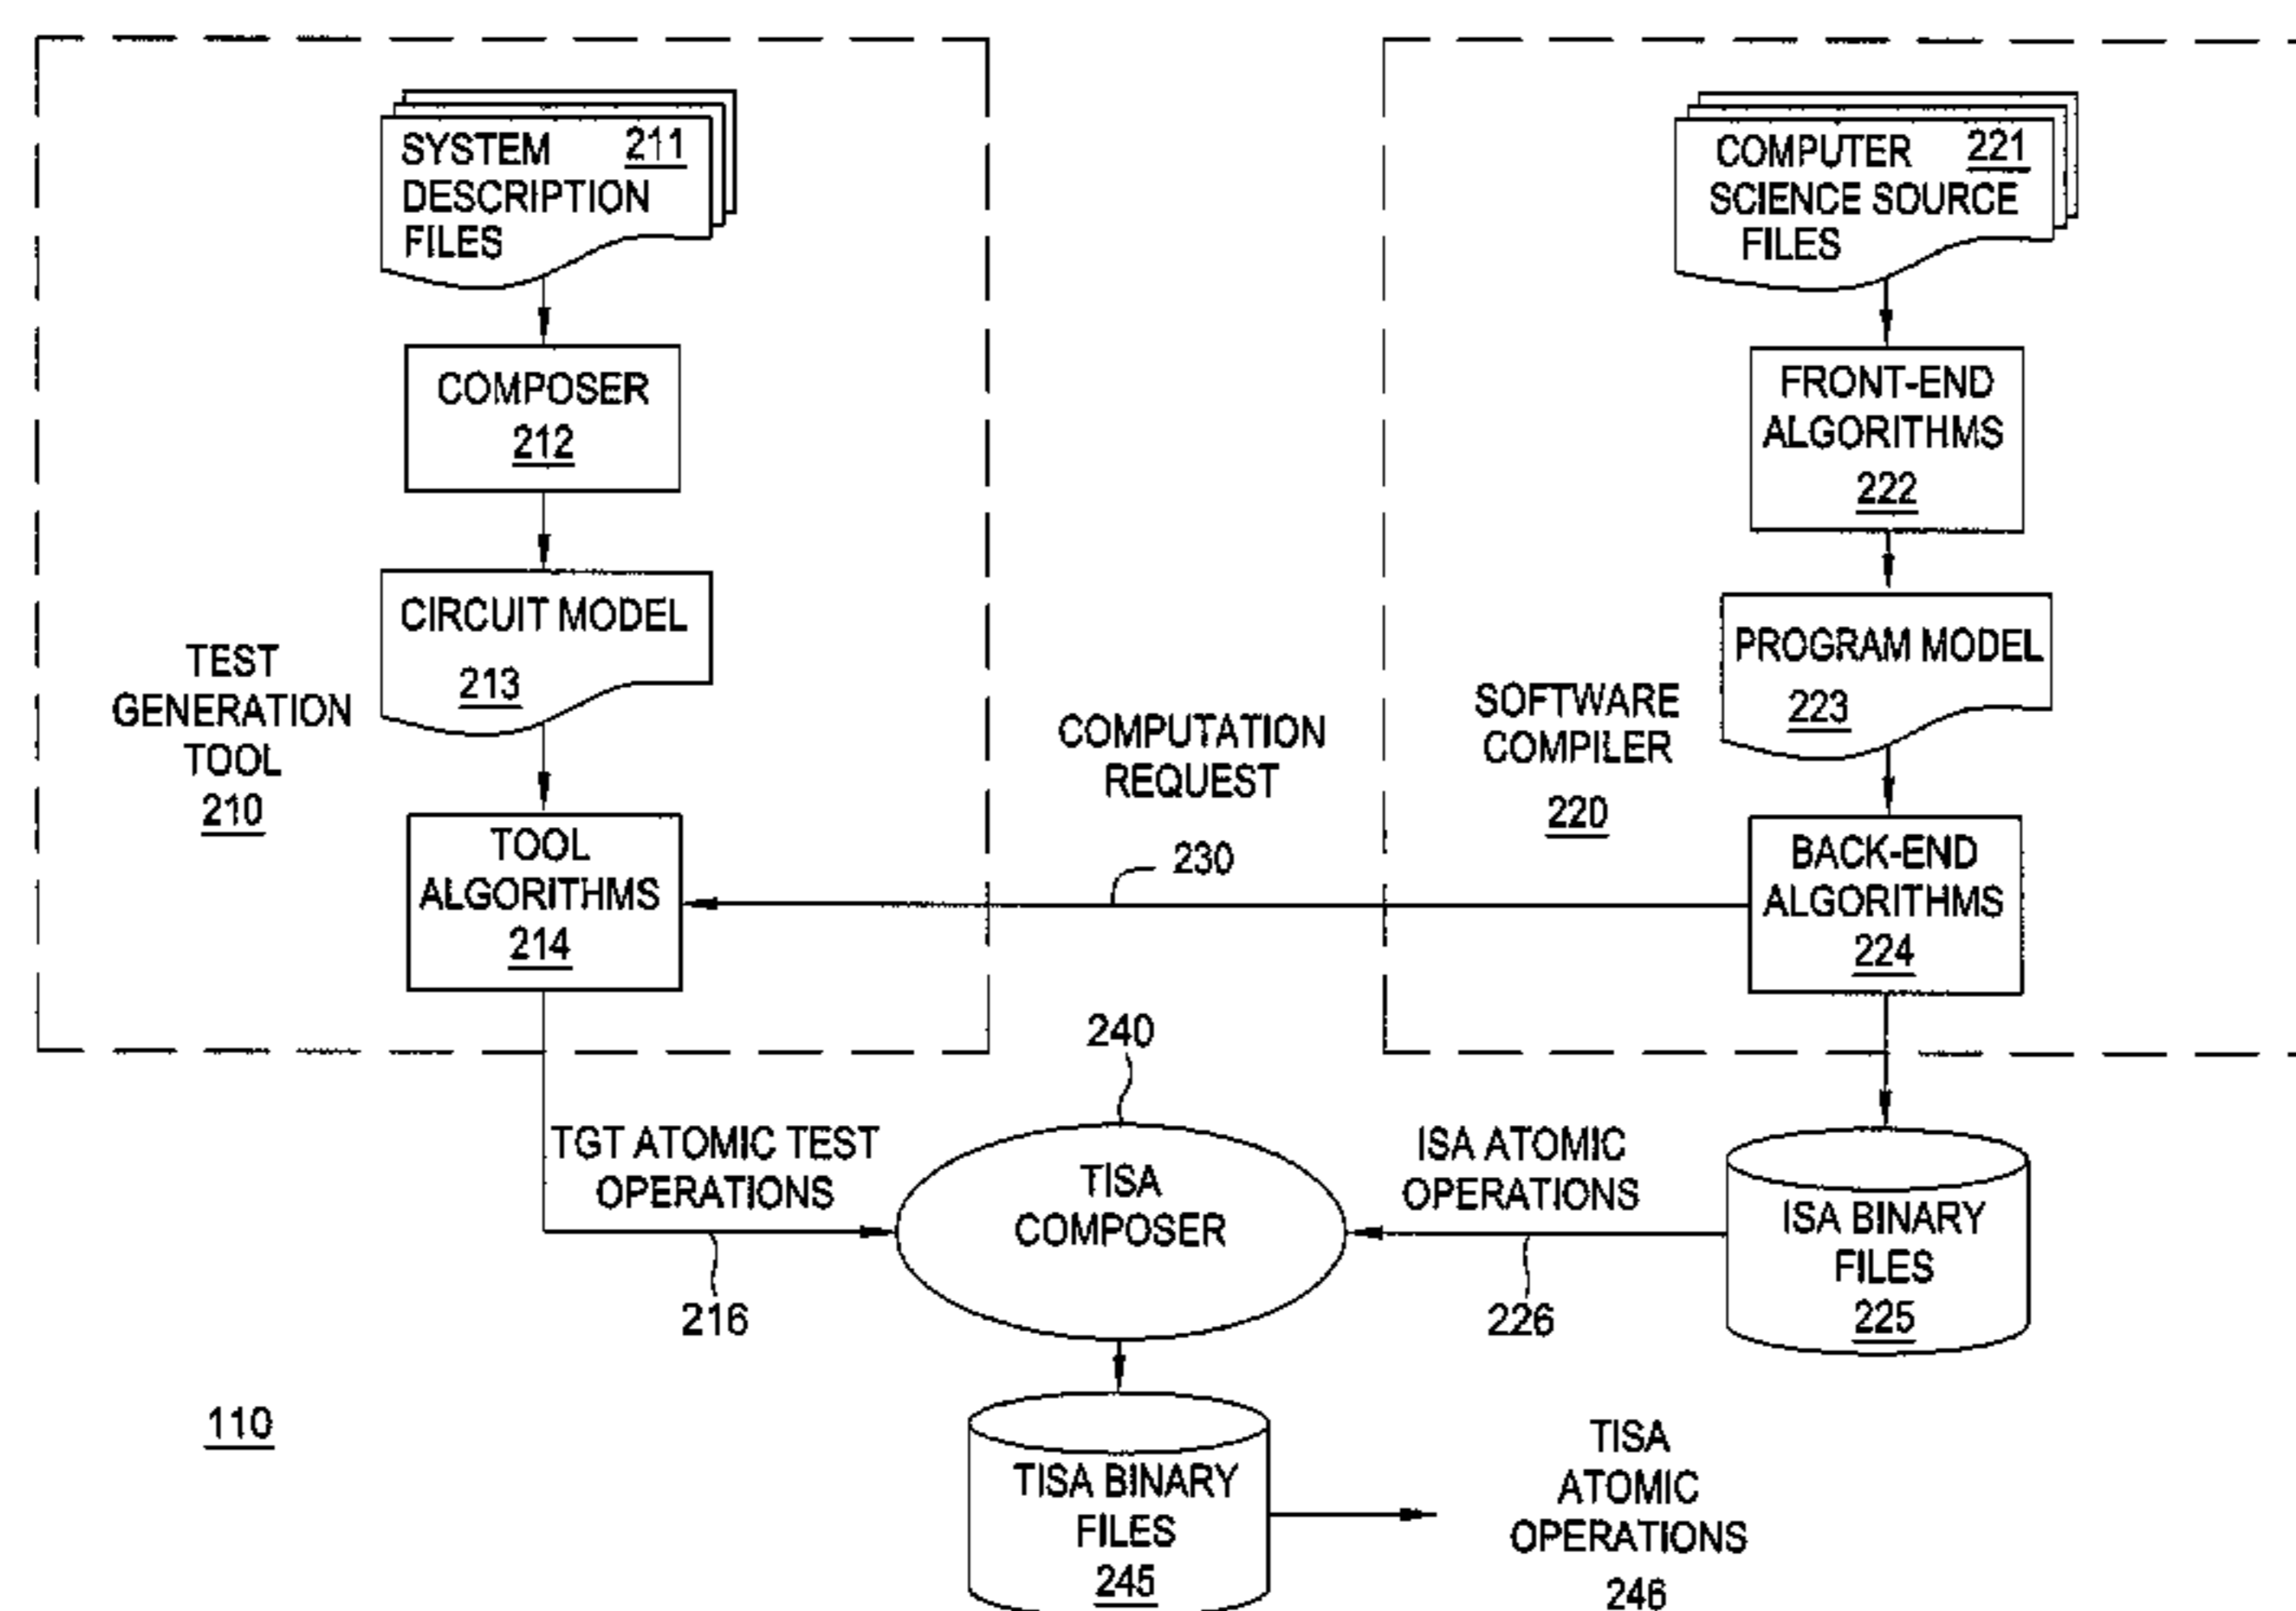 SYSTEM 211
DESCRIPTION
FILES
COMPOSER
212
CIRCUIT MODEL
213
TEST
GENERATION
TOOL
210
TOOL
ALGORITHMS
214
COMPUTATION
REQUEST
230
COMPUTER 221
SCIENCE SOURCE
FILES
FRONT-END
ALGORITHMS
222
PROGRAM MODEL
223
SOFTWARE
COMPILER
220
BACK-END
ALGORITHMS
224
240
TGT ATOMIC TEST
OPERATIONS
216
TISA
COMPOSER
ISA ATOMIC
OPERATIONS
226
ISA BINARY
FILES
225
110
TISA BINARY
FILES
245
TISA
ATOMIC
OPERATIONS
246